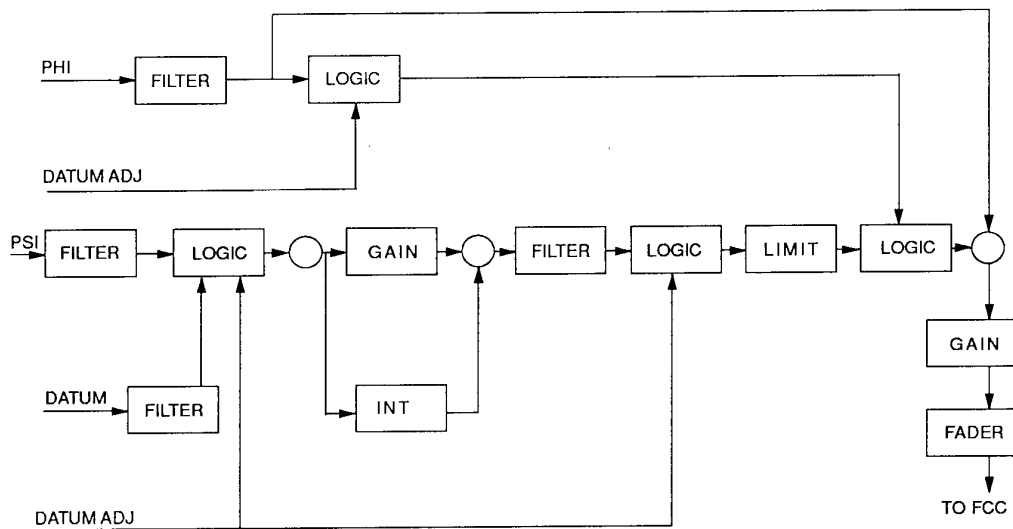 PHI
FILTER
LOGIC
DATUM ADJ
PSI
FILTER
LOGIC
GAIN
FILTER
LOGIC
LIMIT
LOGIC
GAIN
DATUM
FILTER
INT
FADER
DATUM ADJ
TO FCC